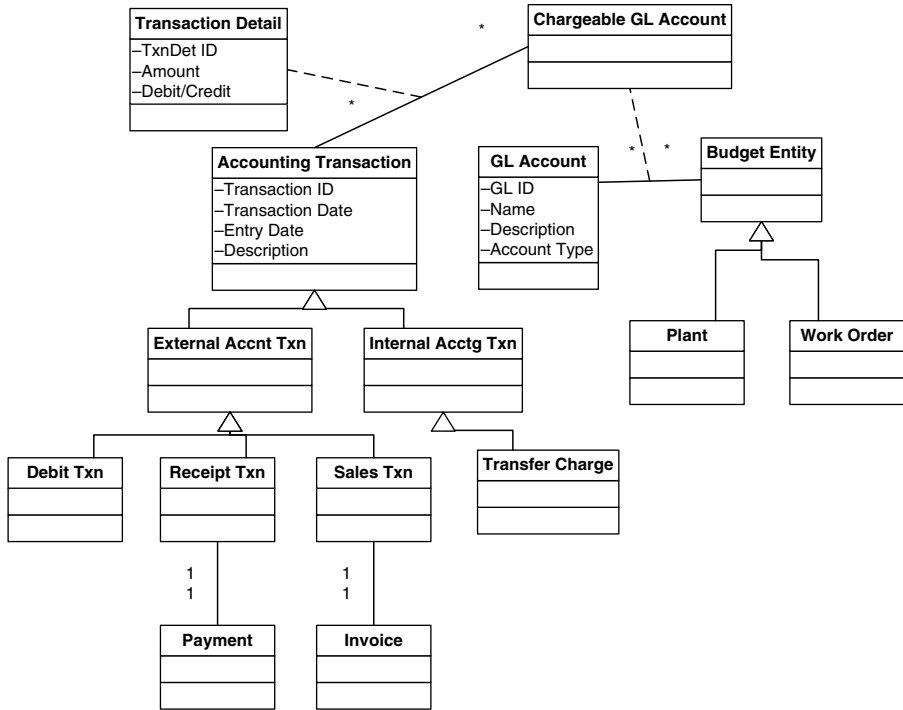 Transaction Detail
–TxnDet ID
–Amount
–Debit/Credit
Chargeable GL Account
*
*
Accounting Transaction
–Transaction ID
–Transaction Date
–Entry Date
–Description
GL Account
–GL ID
–Name
–Description
–Account Type
*
*
Budget Entity
External Accnt Txn
Internal Acctg Txn
Plant
Work Order
Debit Txn
Receipt Txn
Sales Txn
Transfer Charge
1
1
1
1
Payment
Invoice